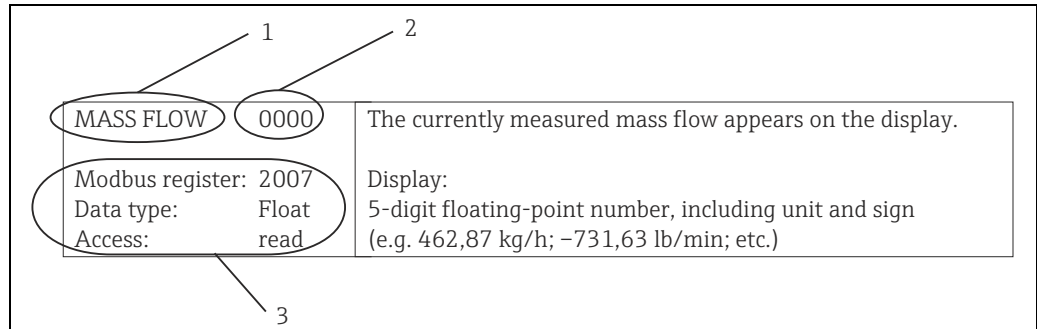 1
2
MASS FLOW 0000
The currently measured mass flow appears on the display.
Modbus register: 2007
Data type: Float
Access: read
Display:
5-digit floating-point number, including unit and sign
(e.g. 462,87 kg/h; –731,63 lb/min; etc.)
3